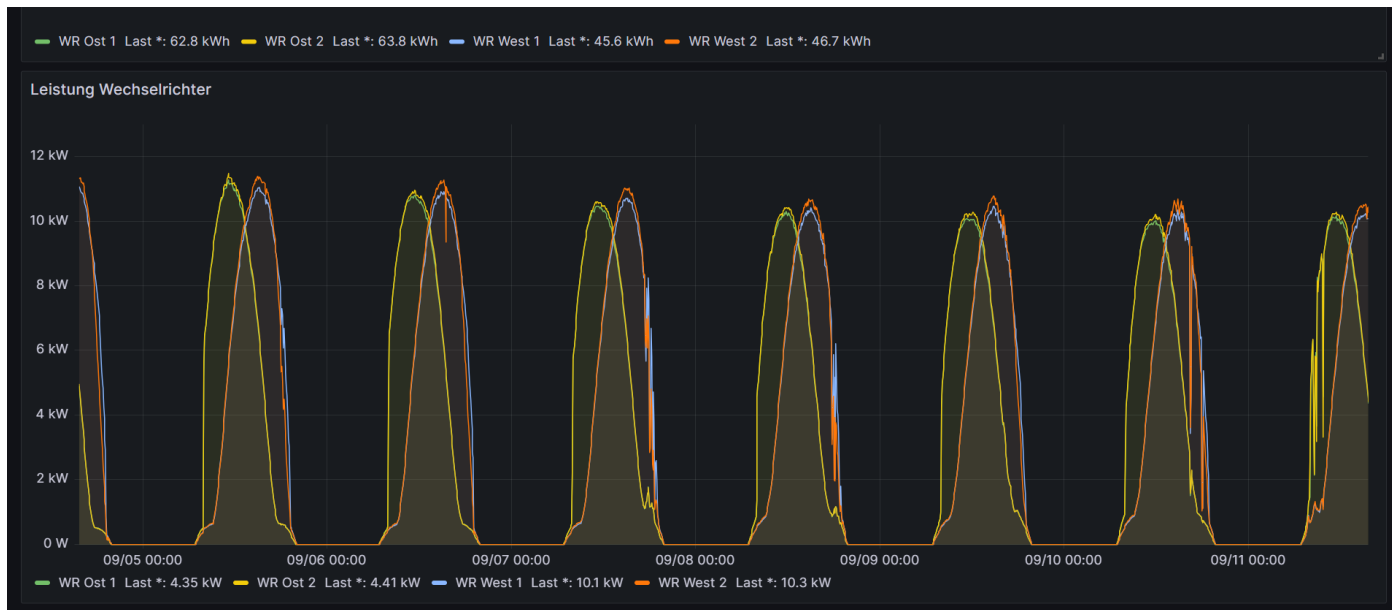 WR Ost 1 Last *: 62.8 kWh WR Ost 2 Last *: 63.8 kWh WR West 1 Last *: 45.6 kWh WR West 2 Last *: 46.7 kWh
Leistung Wechselrichter
12 kW
10 kW
8 kW
6 kW
4 kW
2 kW
0 W
09/05 00:00 09/06 00:00 09/07 00:00 09/08 00:00 09/09 00:00 09/10 00:00 09/11 00:00
WR Ost 1 Last *: 4.35 kW WR Ost 2 Last *: 4.41 kW WR West 1 Last *: 10.1 kW WR West 2 Last *: 10.3 kW